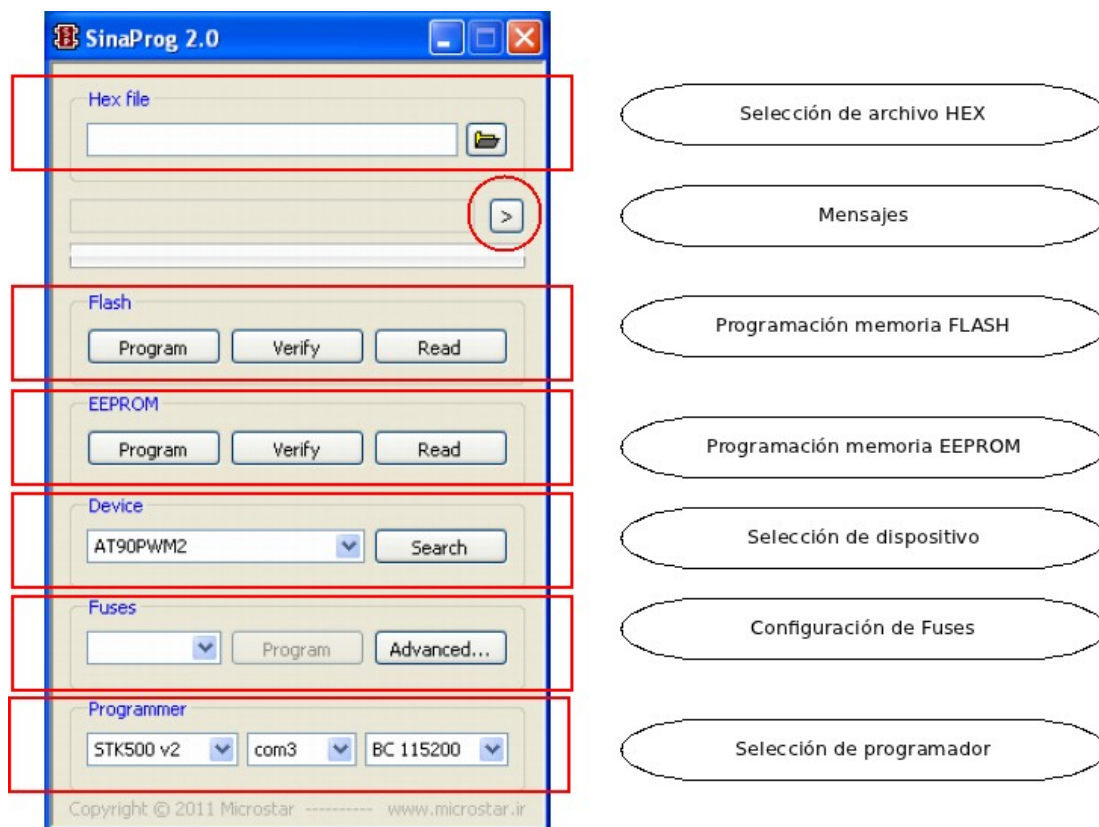 SinaProg 2.0
Hex file
Selección de archivo HEX
>
Mensajes
Flash
Program Verify Read
Programación memoria FLASH
EEPROM
Program Verify Read
Programación memoria EEPROM
Device
AT90PWM2 Search
Selección de dispositivo
Fuses
Program Advanced...
Configuración de Fuses
Programmer
STK500 v2 com3 BC 115200
Selección de programador
Copyright © 2011 Microstar ---------- www.microstar.ir